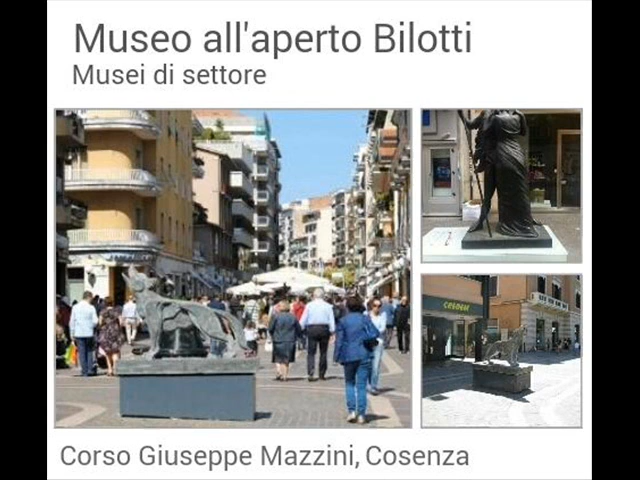 Museo all'aperto Bilotti
Musei di settore
Corso Giuseppe Mazzini, Cosenza